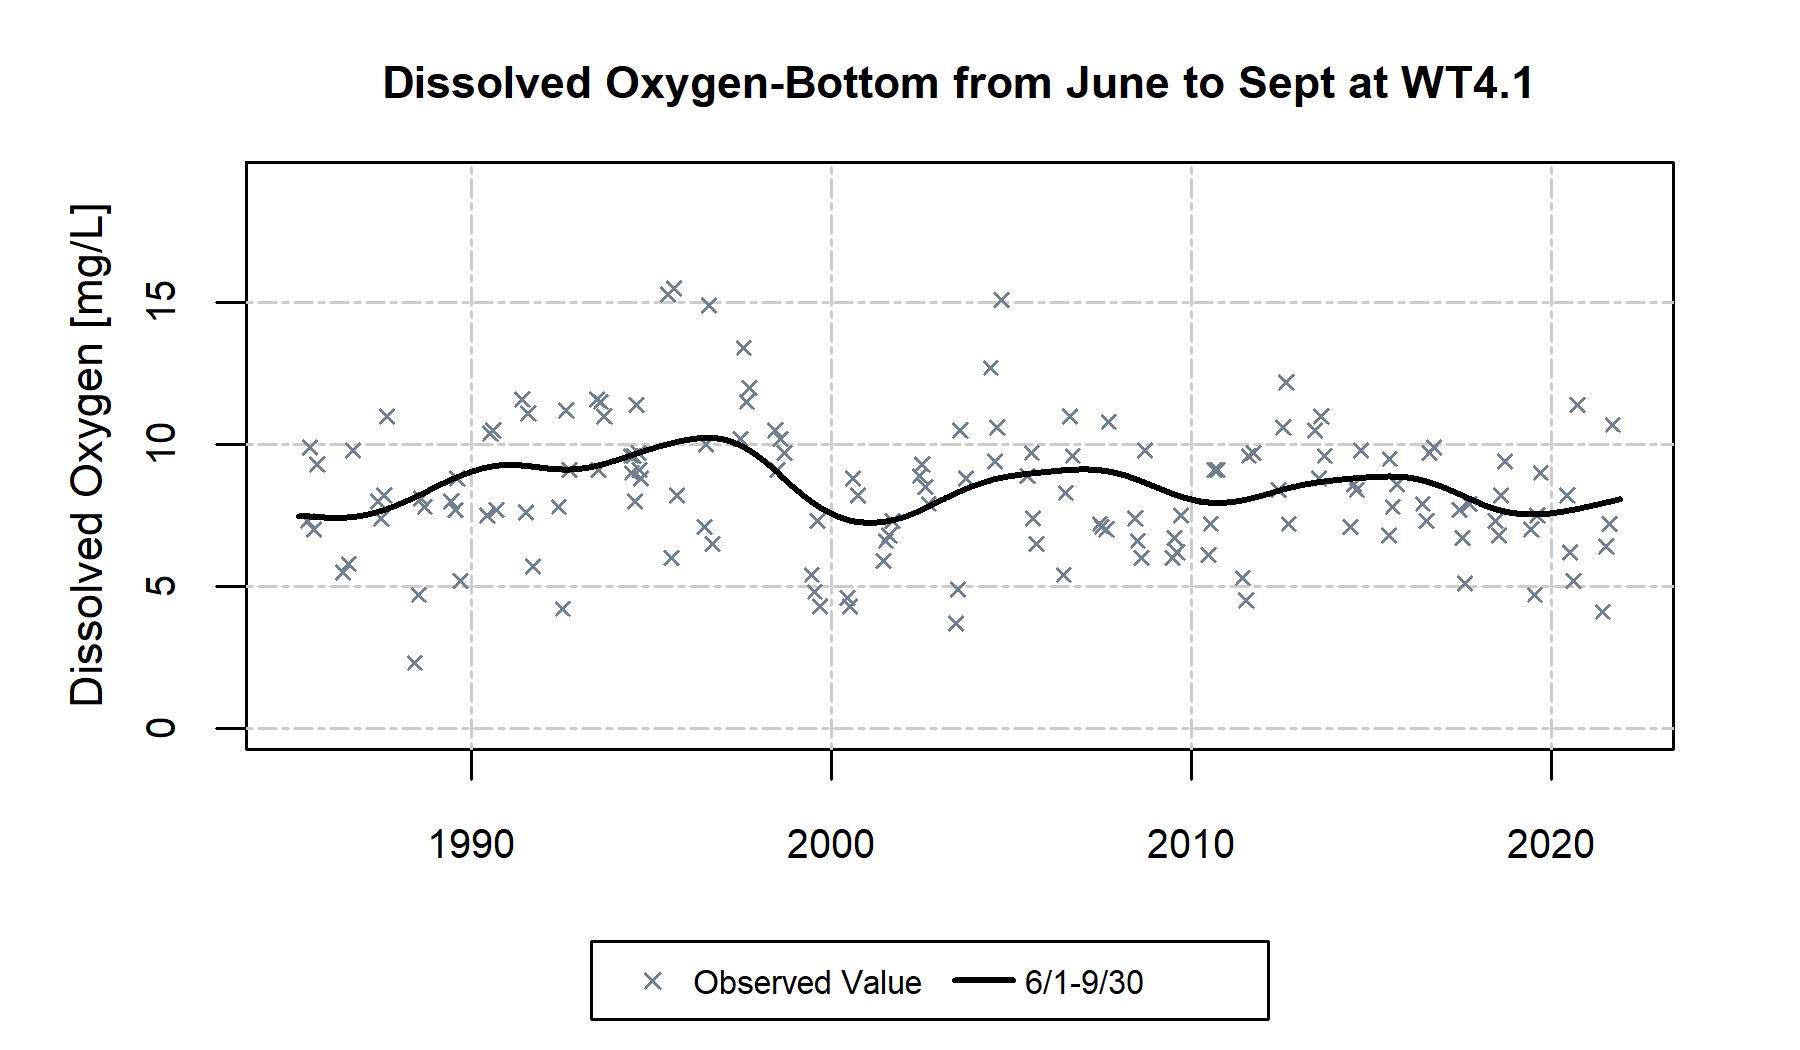 Dissolved Oxygen-Bottom from June to Sept at WT4.1
Dissolved Oxygen [mg/L]
15
10
5
0
1990 2000 2010 2020
Observed Value 6/1-9/30